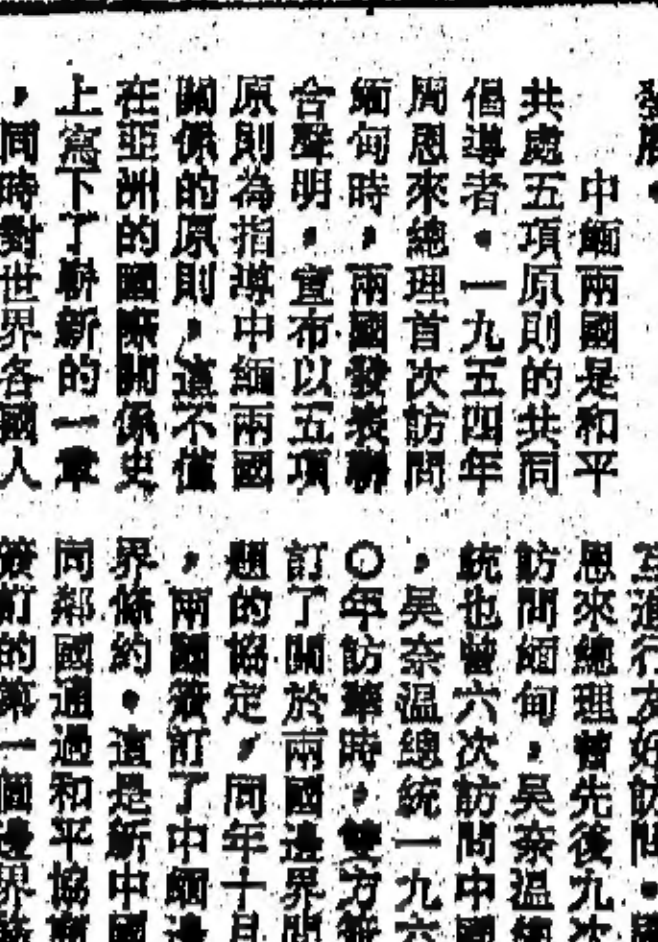 發展。
中緬兩國是和平
共處五項原則的共同
倡導者。一九五四年
周恩來總理首次訪問
緬甸時，兩國發表聯
合聲明，宣布以五項
原則為指導中緬兩國
關係的原則，這不僅
在亞洲的國際關係史
上寫下了嶄新的一章
，同時對世界各國人
互進行友好訪問。周
恩來總理曾先後九次
訪問緬甸，吳奈溫總
統也曾六次訪問中國
，吳奈溫總統一九六
〇年訪華時，雙方簽
訂了關於兩國邊界問
題的協定，同年十月
，兩國簽訂了中緬邊
界條約。這是新中國
同鄰國通過和平協商
簽訂的第一個邊界條